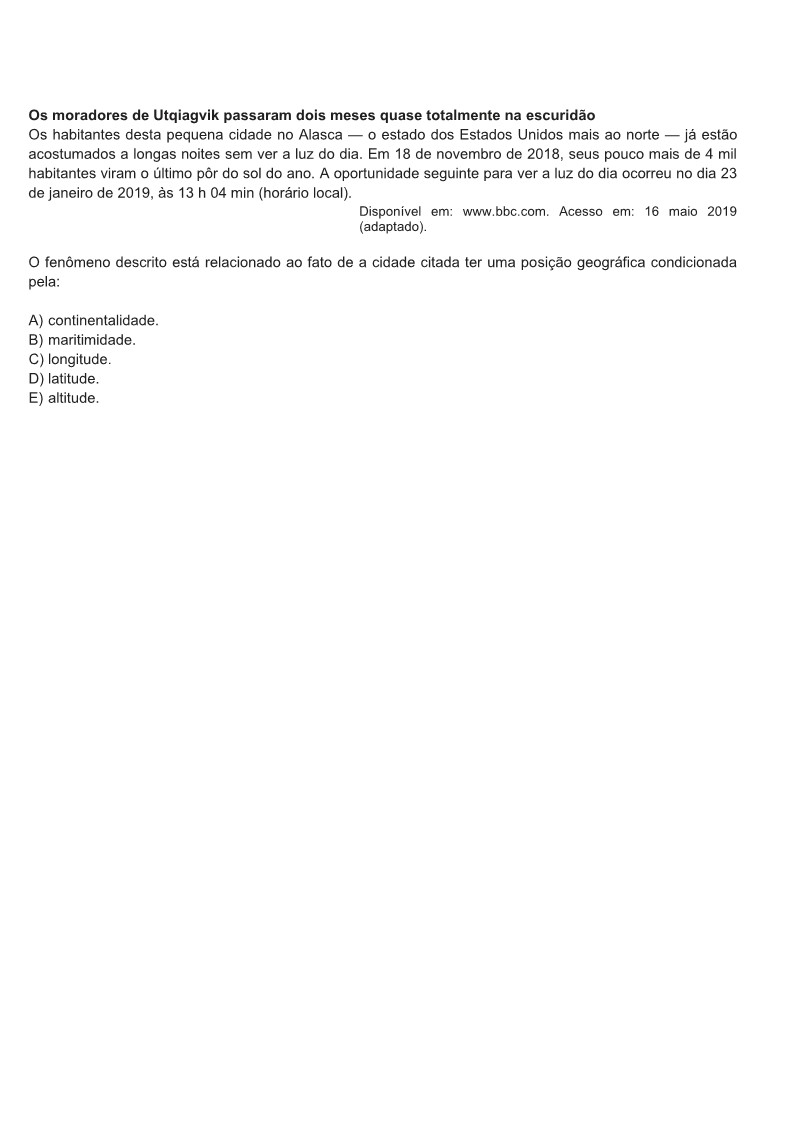 Os moradores de Utqiagvik passaram dois meses quase totalmente na escuridão
Os habitantes desta pequena cidade no Alasca — o estado dos Estados Unidos mais ao norte — já estão
acostumados a longas noites sem ver a luz do dia. Em 18 de novembro de 2018, seus pouco mais de 4 mil
habitantes viram o último pôr do sol do ano. A oportunidade seguinte para ver a luz do dia ocorreu no dia 23
de janeiro de 2019, às 13 h 04 min (horário local).
Disponível em: www.bbc.com. Acesso em: 16 maio 2019
(adaptado).
O fenômeno descrito está relacionado ao fato de a cidade citada ter uma posição geográfica condicionada
pela:
A) continentalidade.
B) maritimidade.
C) longitude.
D) latitude.
E) altitude.